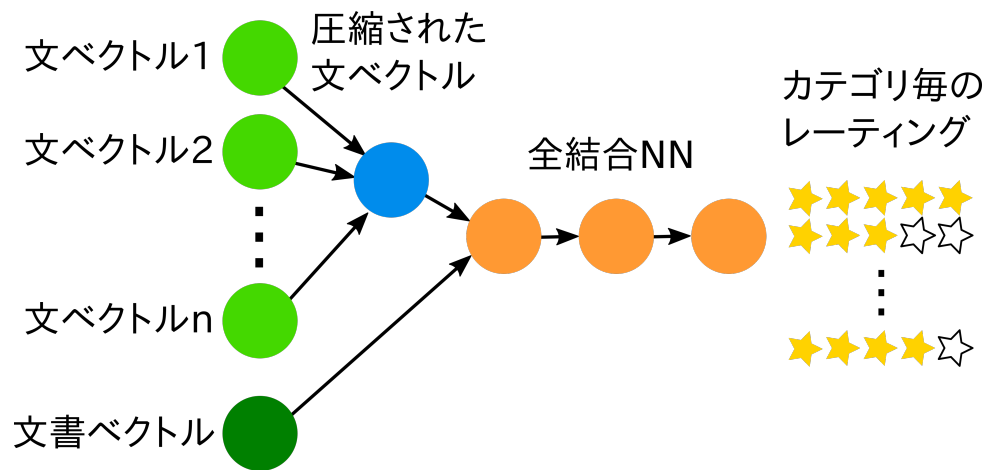 文ベクトル1
圧縮された
文ベクトル
文ベクトル2
文ベクトルn
文書ベクトル
全結合NN
カテゴリ毎の
レーティング